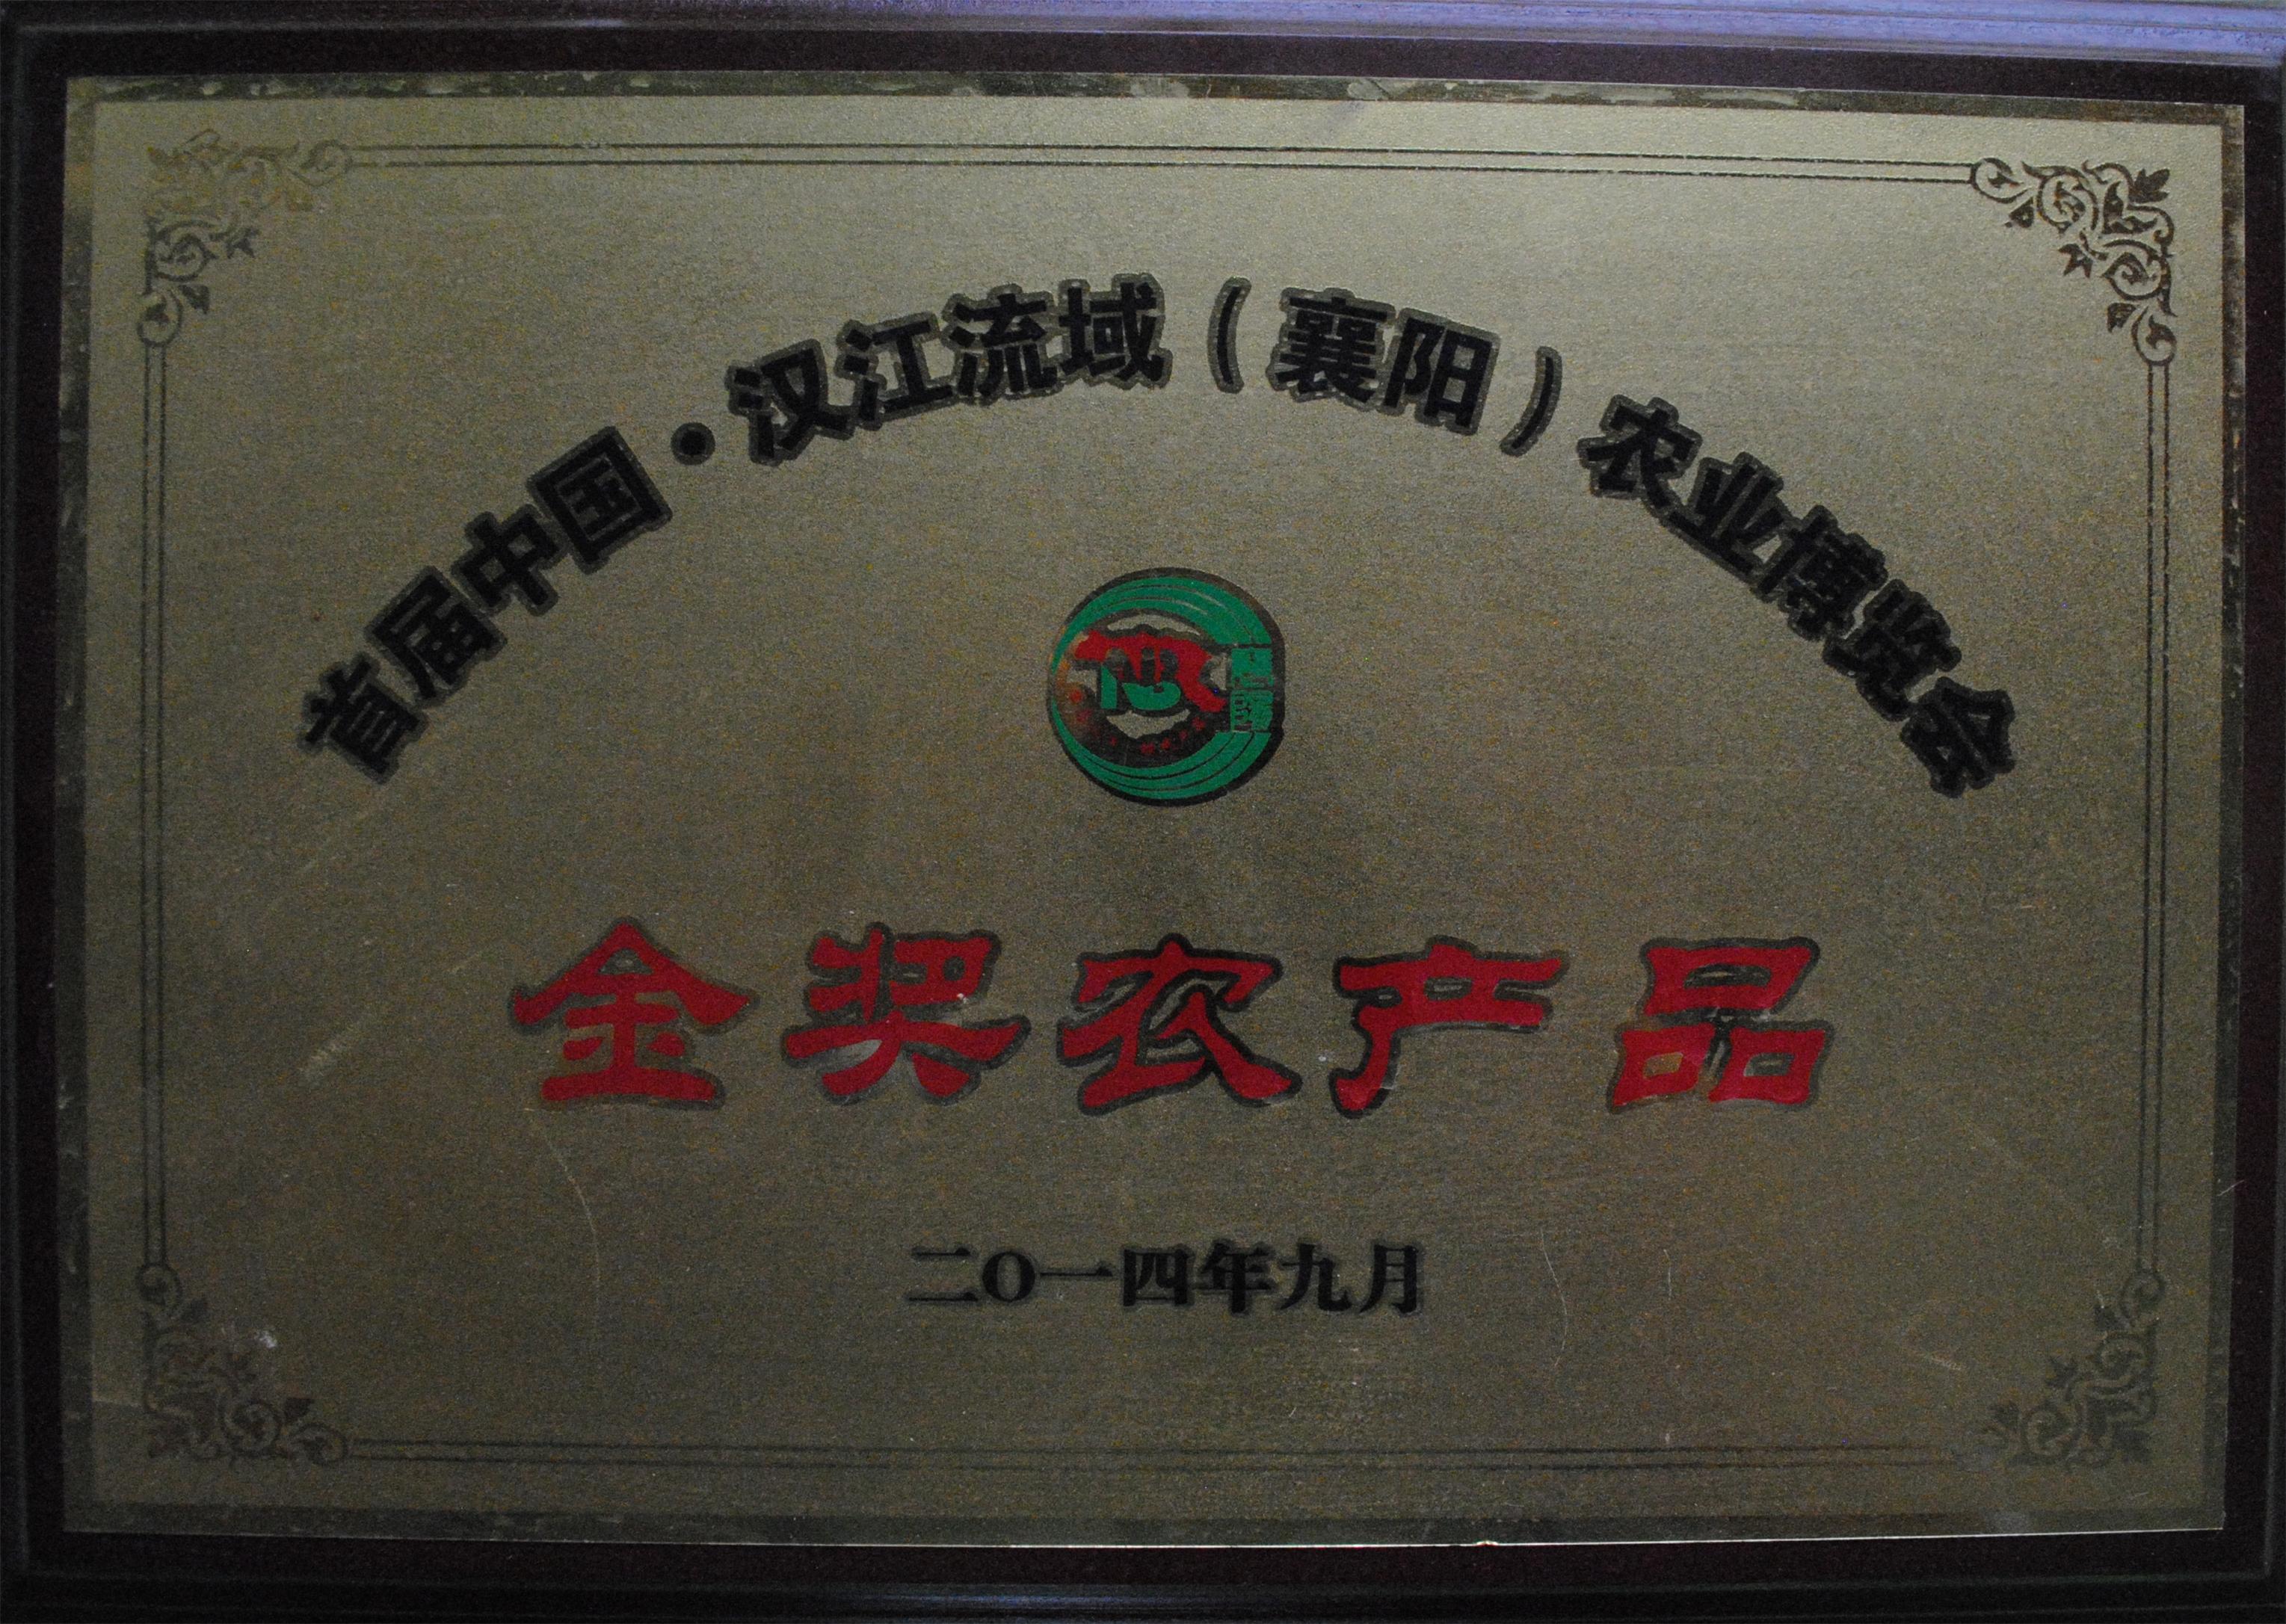 首届中国·汉江流域（襄阳）农业博览会
金奖农产品
二O一四年九月